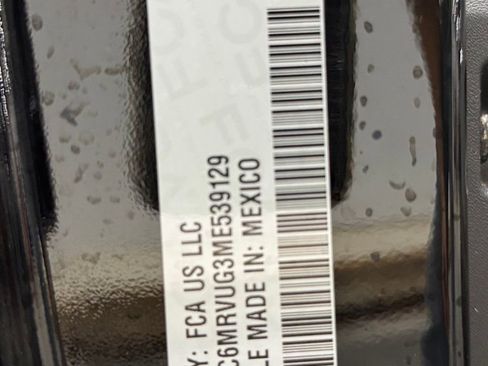 Y: FCA US LLC
C6MRVUG3ME539129
LE MADE IN: MEXICO